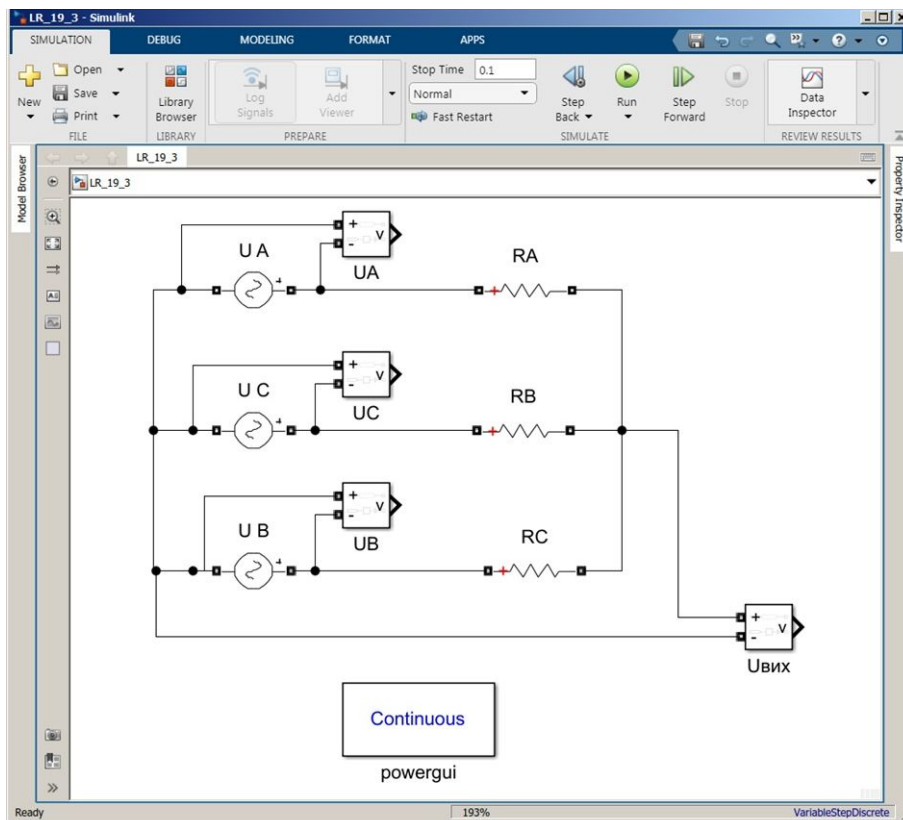 LR_19_3 - Simulink
SIMULATION DEBUG MODELING FORMAT APPS
New
Open
Save
Print
FILE
Library
Browser
LIBRARY
Log
Signals
Add
Viewer
PREPARE
Stop Time 0.1
Normal
Fast Restart
Step
Back
Run
Step
Forward
Stop
SIMULATE
Data
Inspector
REVIEW RESULTS
Model Browser
LR_19_3
LR_19_3
Property Inspector
U A
+
-
v
UA
RA
U C
+
-
v
UC
RB
U B
+
-
v
UB
RC
+
-
v
Uвих
Continuous
powergui
Ready
193%
VariableStepDiscrete